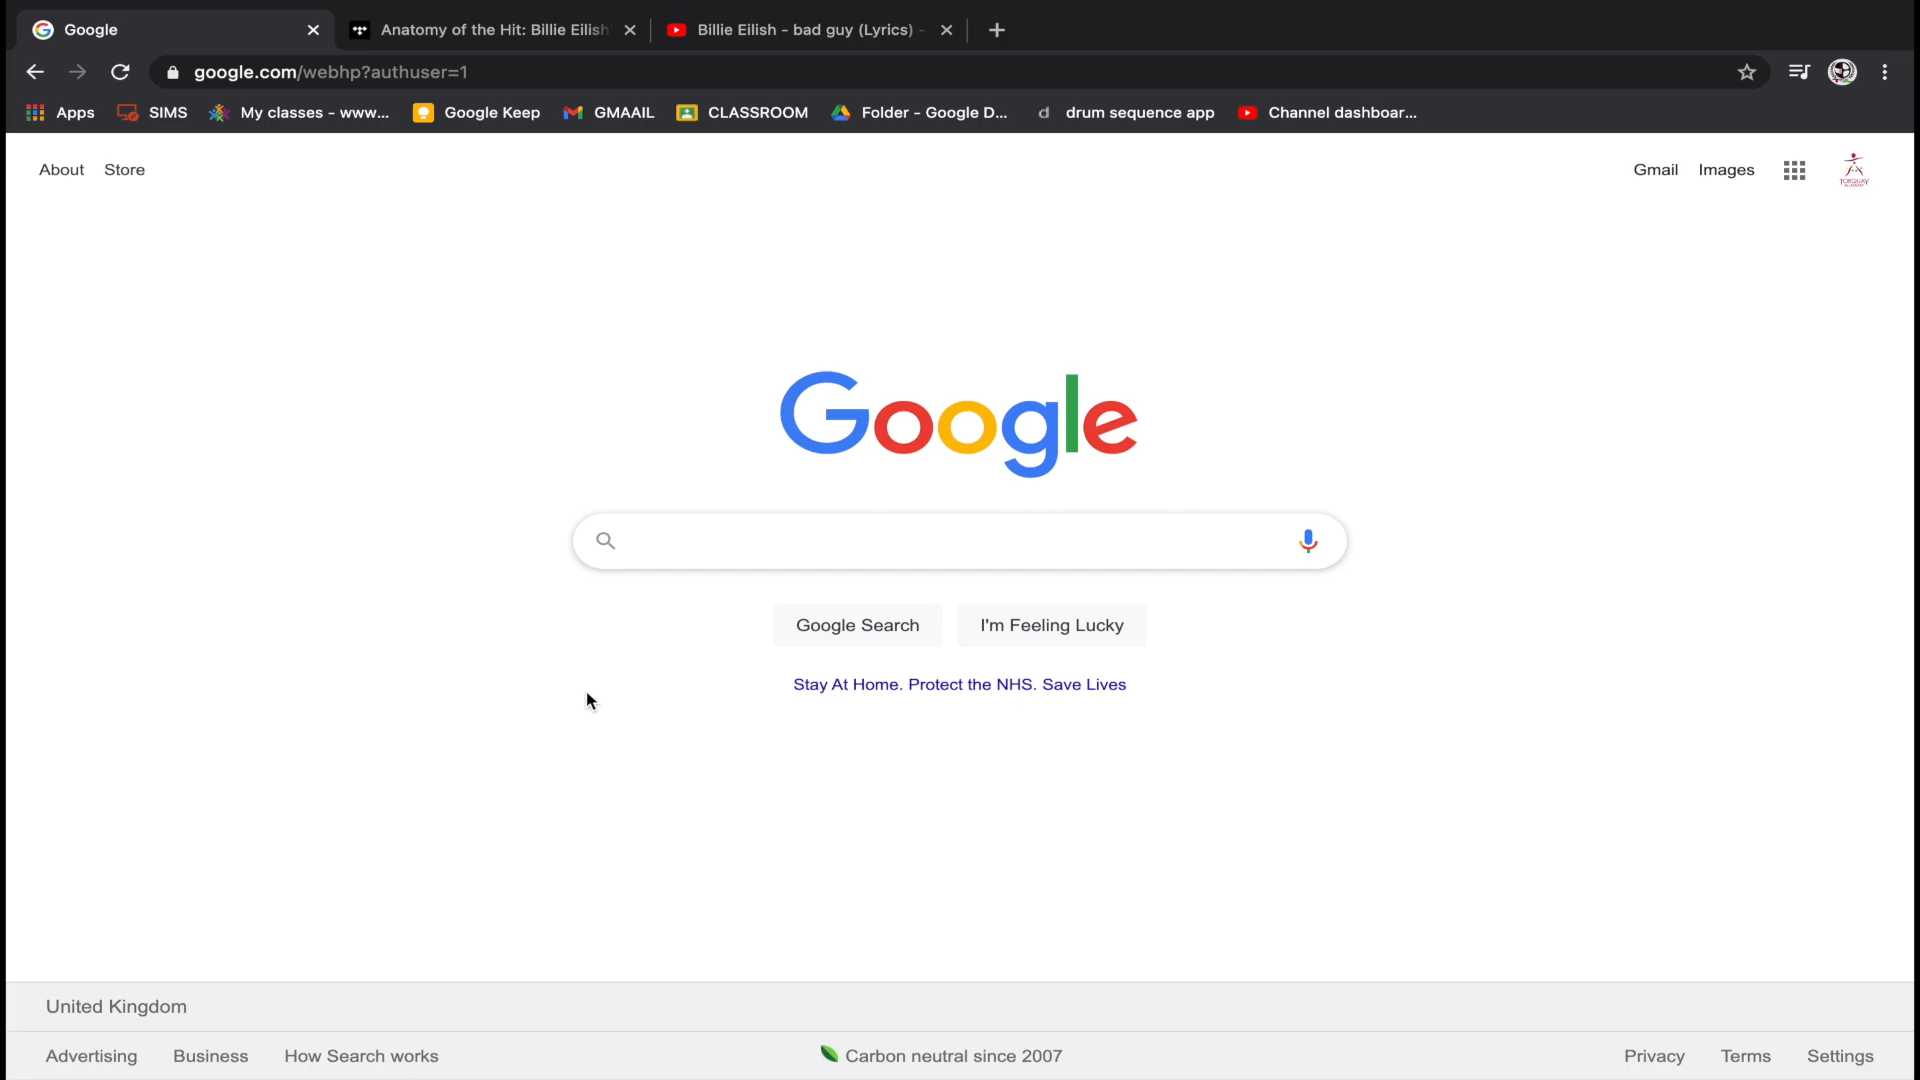 Google
Anatomy of the Hit: Billie Eilish
Billie Eilish - bad guy (Lyrics) -
google.com/webhp?authuser=1
Apps
SIMS
My classes - www...
Google Keep
GMAAIL
CLASSROOM
Folder - Google D...
d
drum sequence app
Channel dashboar...
About
Store
Gmail
Images
TORQUAY
ACADEMY
Google
Google Search
I'm Feeling Lucky
Stay At Home. Protect the NHS. Save Lives
United Kingdom
Advertising
Business
How Search works
Carbon neutral since 2007
Privacy
Terms
Settings